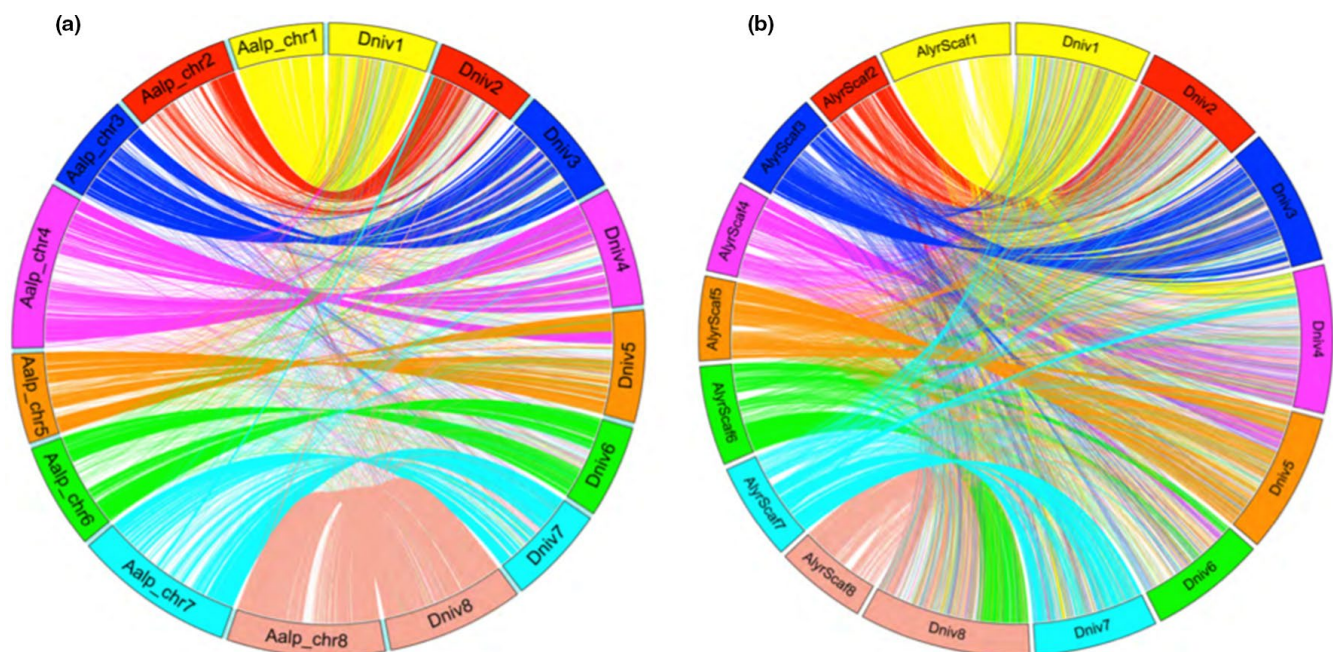 (a)
Aalp_chr1
Dniv1
Aalp_chr2
Dniv2
Aalp_chr3
Dniv3
Aalp_chr4
Dniv4
Aalp_chr5
Dniv5
Aalp_chr6
Dniv6
Aalp_chr7
Dniv7
Aalp_chr8
Dniv8
(b)
AlyrScaf1
Dniv1
AlyrScaf2
Dniv2
AlyrScaf3
Dniv3
AlyrScaf4
Dniv4
AlyrScaf5
Dniv5
AlyrScaf6
Dniv6
AlyrScaf7
Dniv7
AlyrScaf8
Dniv8